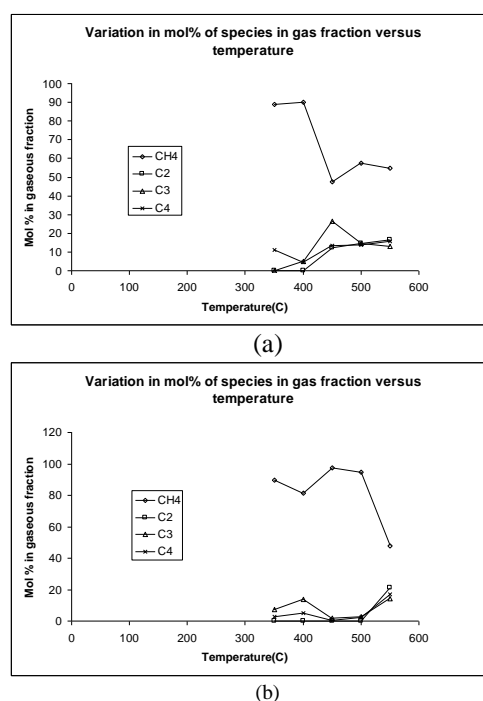 Variation in mol% of species in gas fraction versus
temperature
100
90
80
70
60
50
40
30
20
10
0
Mol % in gaseous fraction
CH4
C2
C3
C4
0 100 200 300 400 500 600
Temperature(C)
(a)
Variation in mol% of species in gas fraction versus
temperature
120
100
80
60
40
20
0
Mol % in gaseous fraction
CH4
C2
C3
C4
0 100 200 300 400 500 600
Temperature(C)
(b)